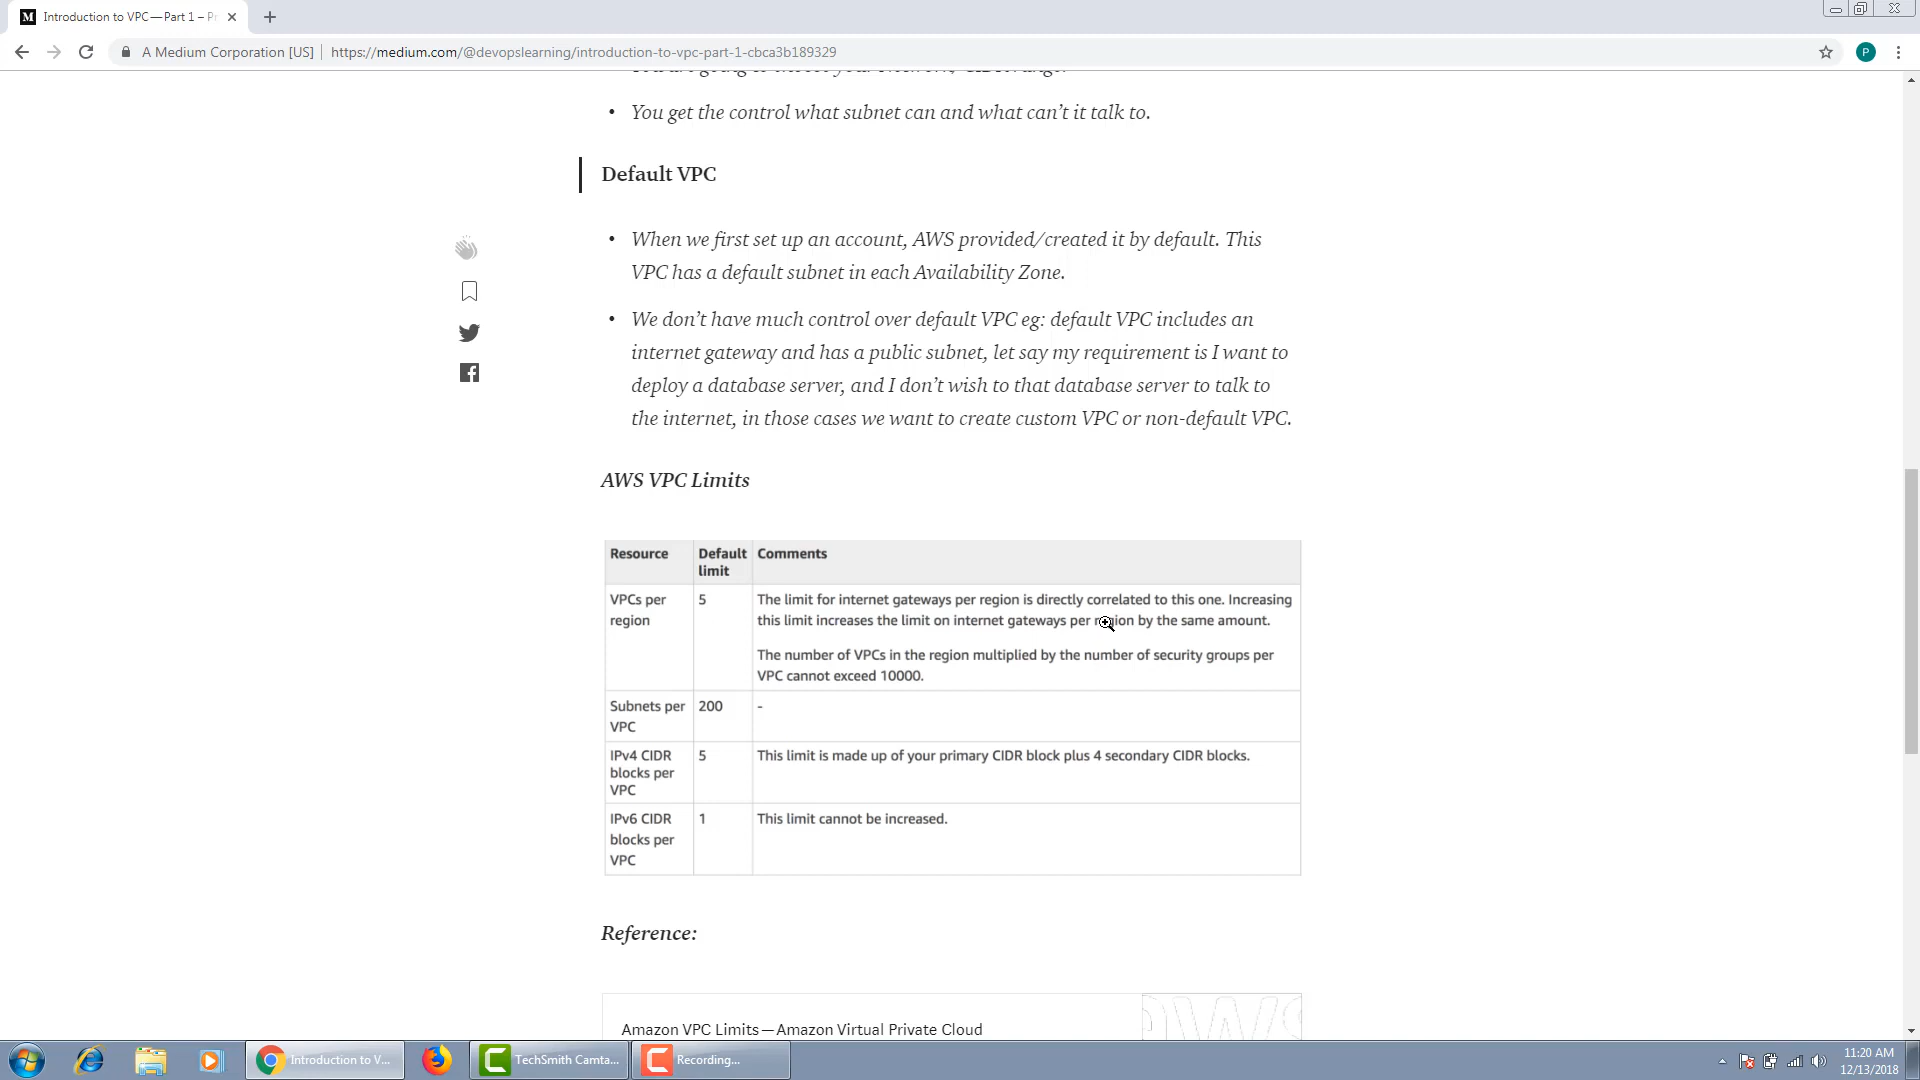 Introduction to VPC — Part 1 – Pr
A Medium Corporation [US] | https://medium.com/@devopslearning/introduction-to-vpc-part-1-cbca3b189329
P
• You get the control what subnet can and what can't it talk to.
Default VPC
• When we first set up an account, AWS provided/created it by default. This
VPC has a default subnet in each Availability Zone.
• We don't have much control over default VPC eg: default VPC includes an
internet gateway and has a public subnet, let say my requirement is I want to
deploy a database server, and I don't wish to that database server to talk to
the internet, in those cases we want to create custom VPC or non-default VPC.
AWS VPC Limits
Resource Default limit Comments
VPCs per region 5 The limit for internet gateways per region is directly correlated to this one. Increasing
this limit increases the limit on internet gateways per region by the same amount.
The number of VPCs in the region multiplied by the number of security groups per
VPC cannot exceed 10000.
Subnets per VPC 200 -
IPv4 CIDR blocks per VPC 5 This limit is made up of your primary CIDR block plus 4 secondary CIDR blocks.
IPv6 CIDR blocks per VPC 1 This limit cannot be increased.
Reference:
Amazon VPC Limits — Amazon Virtual Private Cloud
Introduction to V...
TechSmith Camta...
Recording...
11:20 AM
12/13/2018